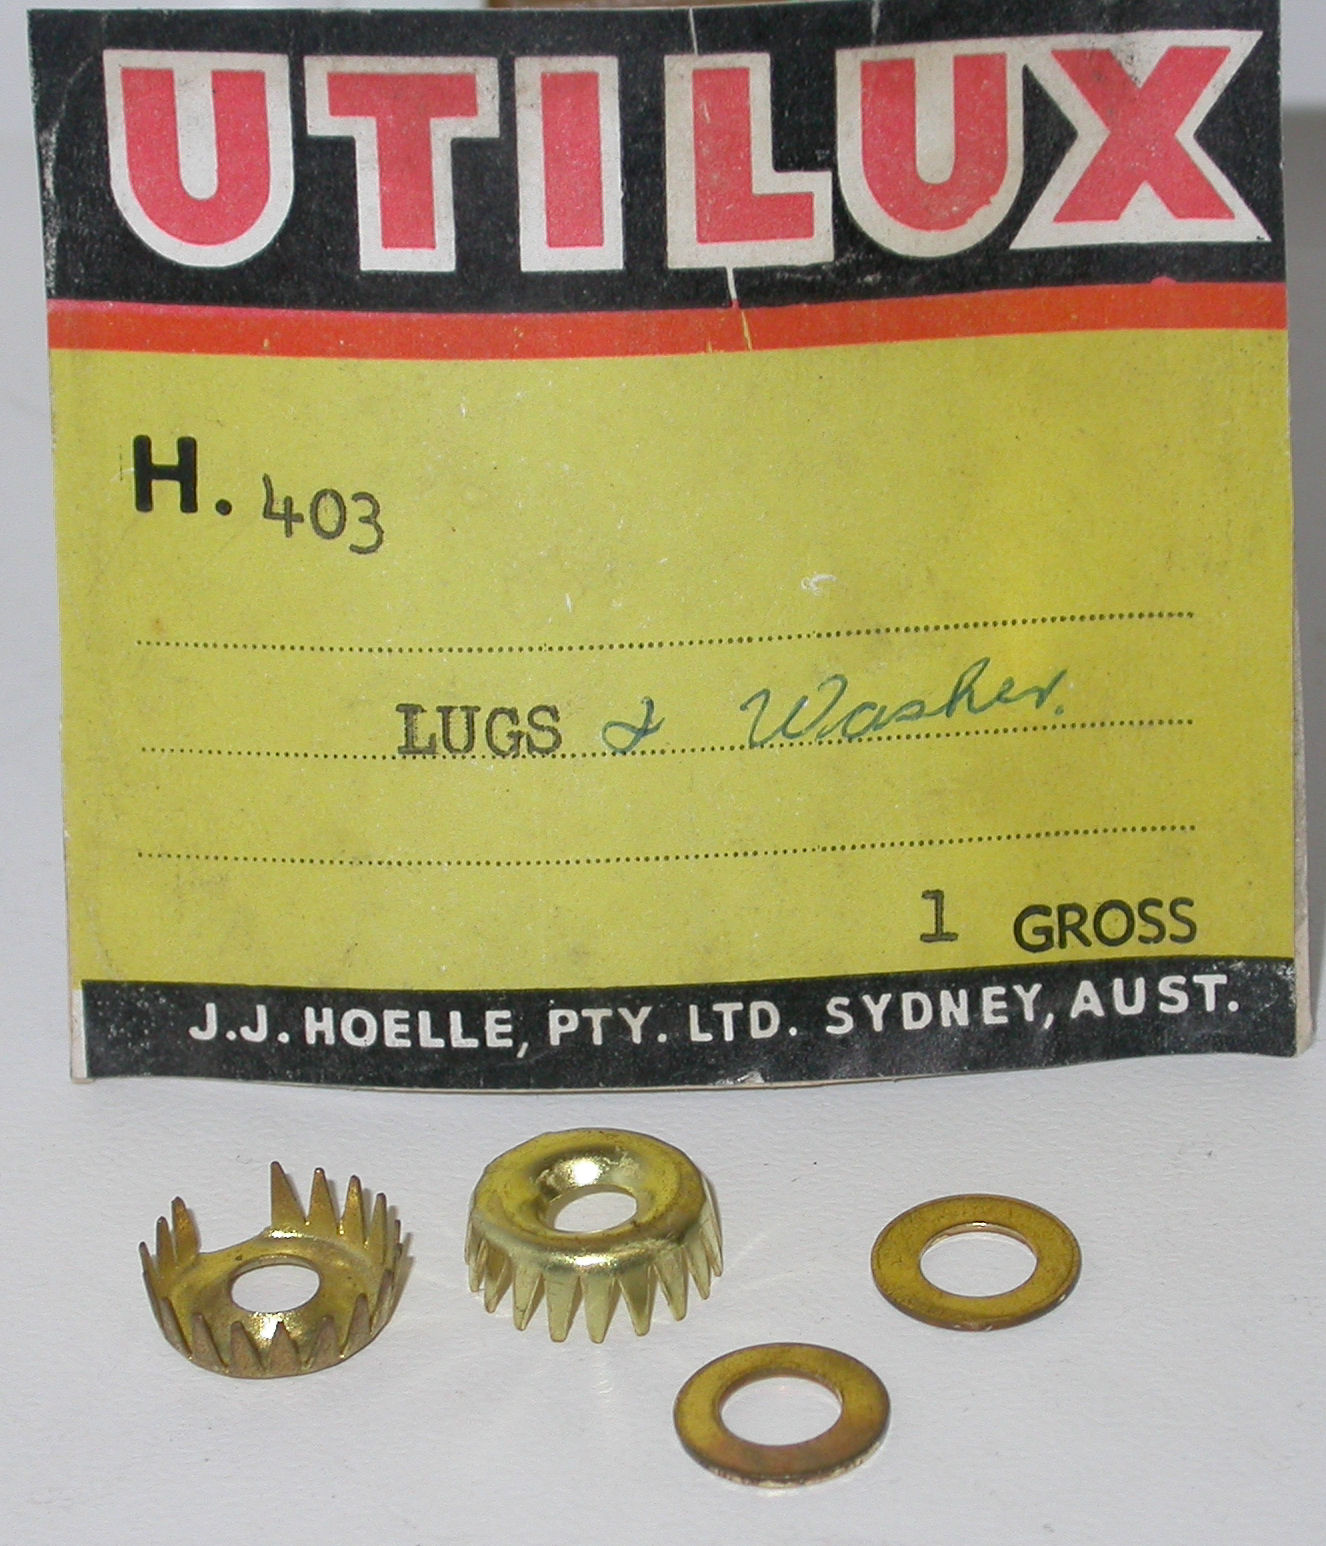 UTILUX
H. 403
LUGS & Washer.
1 GROSS
J.J. HOELLE, PTY. LTD. SYDNEY, AUST.